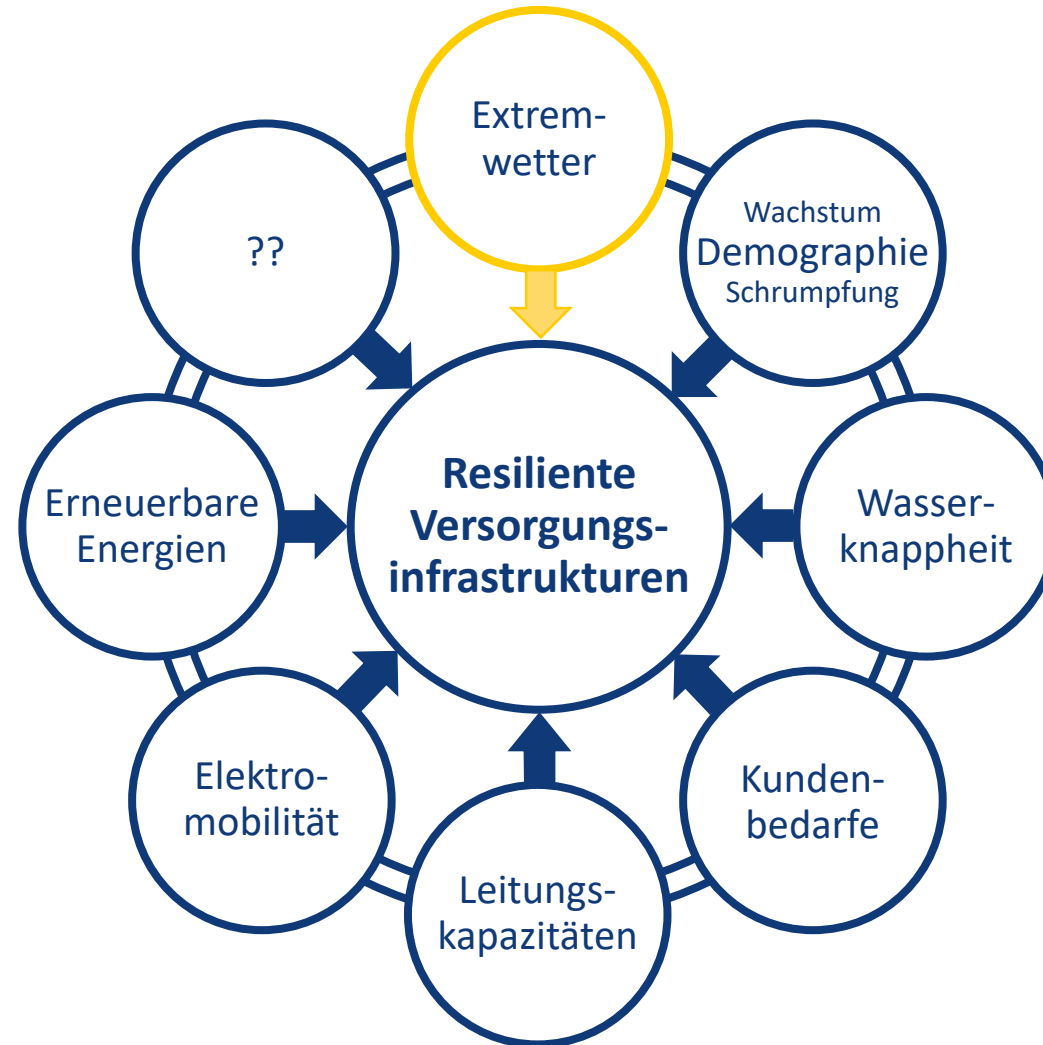 Extrem-
wetter
Wachstum
Demographie
Schrumpfung
??
Resiliente
Versorgungs-
infrastrukturen
Erneuerbare
Energien
Wasser-
knappheit
Elektro-
mobilität
Kunden-
bedarfe
Leitungs-
kapazitäten